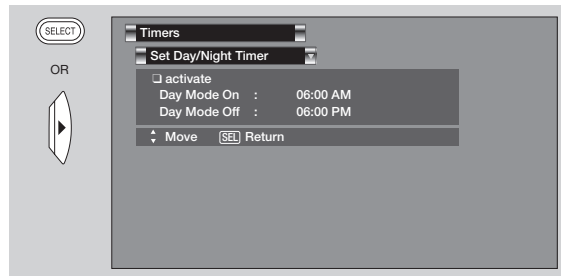 SELECT
OR
Timers
Set Day/Night Timer
❏ activate
Day Mode On : 06:00 AM
Day Mode Off : 06:00 PM
Move SEL Return